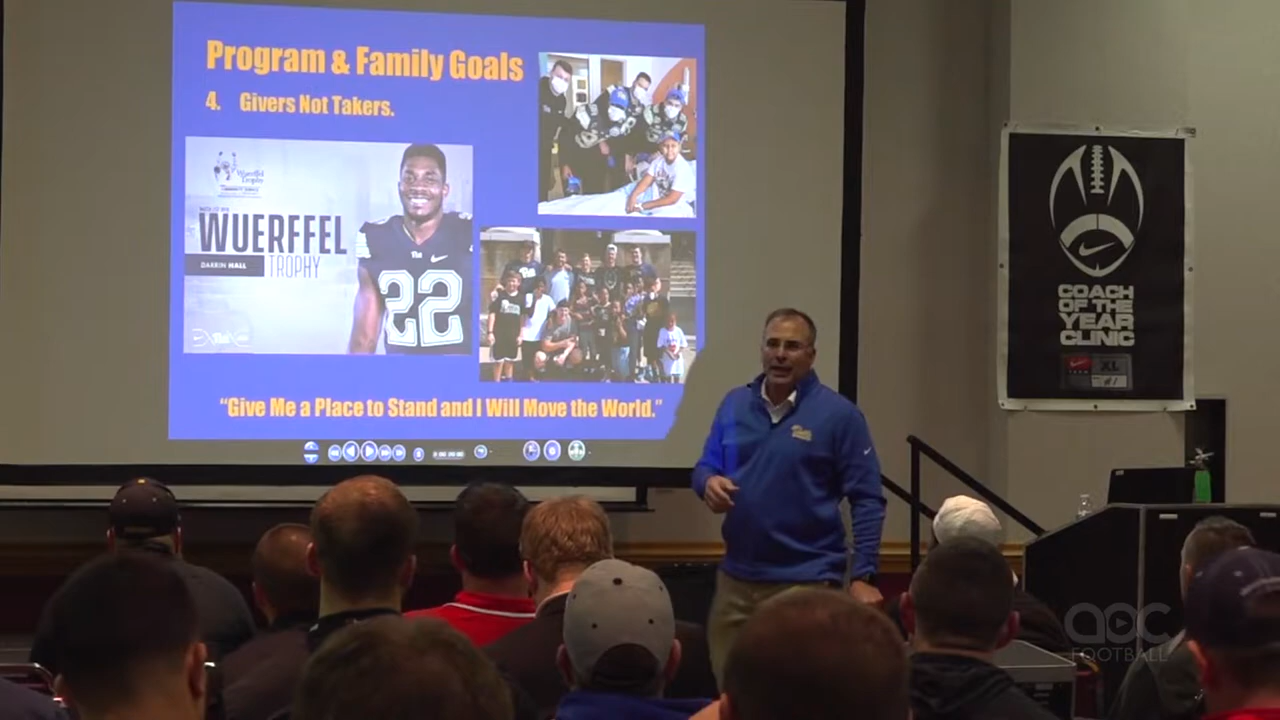 Program & Family Goals
4. Givers Not Takers.
Wuerffel
Trophy
WUERFFEL
DARRIN HALL
TROPHY
Pitt
22
"Give Me a Place to Stand and I Will Move the World."
COACH
OF THE
YEAR
CLINIC
XL
aoc
FOOTBALL